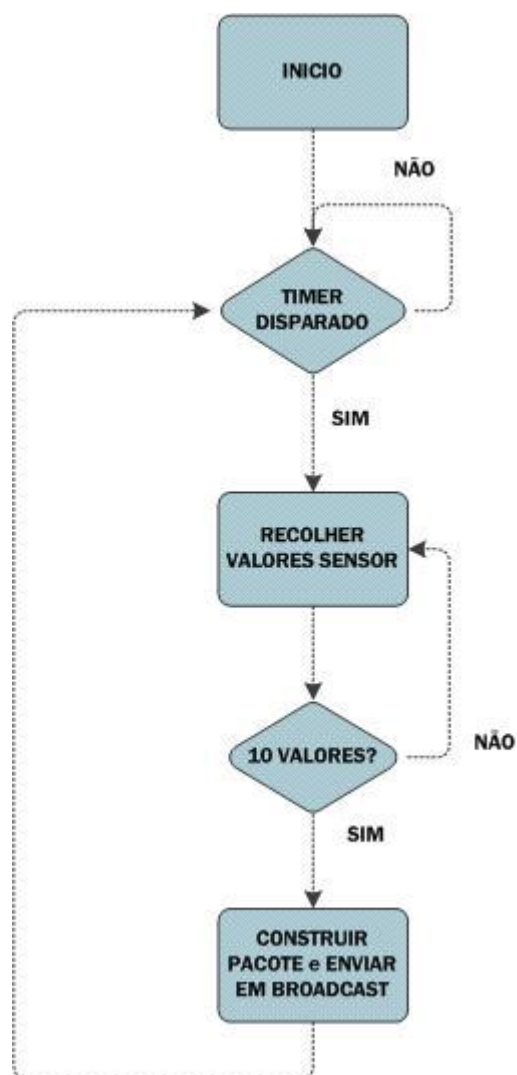 INICIO
NÃO
TIMER
DISPARADO
SIM
RECOLHER
VALORES SENSOR
10 VALORES?
NÃO
SIM
CONSTRUIR
PACOTE e ENVIAR
EM BROADCAST